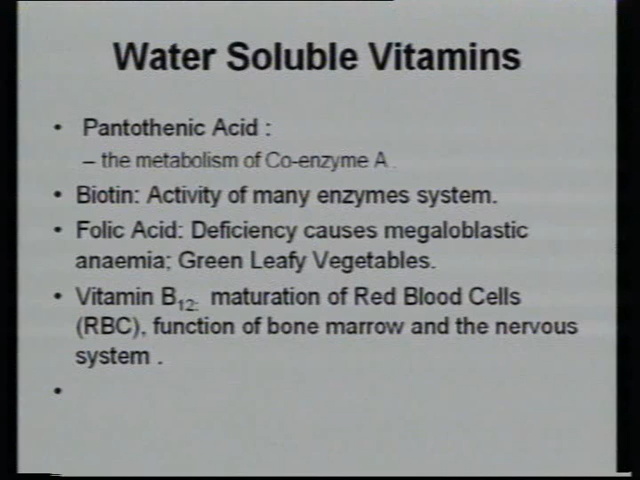 Water Soluble Vitamins
• Pantothenic Acid :
– the metabolism of Co-enzyme A .
• Biotin: Activity of many enzymes system.
• Folic Acid: Deficiency causes megaloblastic
anaemia; Green Leafy Vegetables.
• Vitamin B12: maturation of Red Blood Cells
(RBC), function of bone marrow and the nervous
system .
•